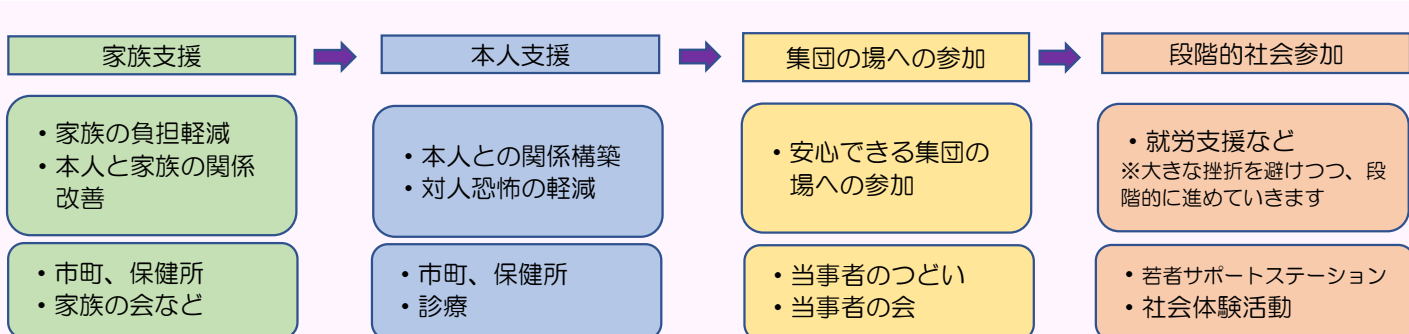 家族支援
本人支援
集団の場への参加
段階的社会参加
・家族の負担軽減
・本人と家族の関係
改善
・本人との関係構築
・対人恐怖の軽減
・安心できる集団の
場への参加
・就労支援など
※大きな挫折を避けつつ、段
階的に進めていきます
・市町、保健所
・家族の会など
・市町、保健所
・診療
・当事者のつどい
・当事者の会
・若者サポートステーション
・社会体験活動